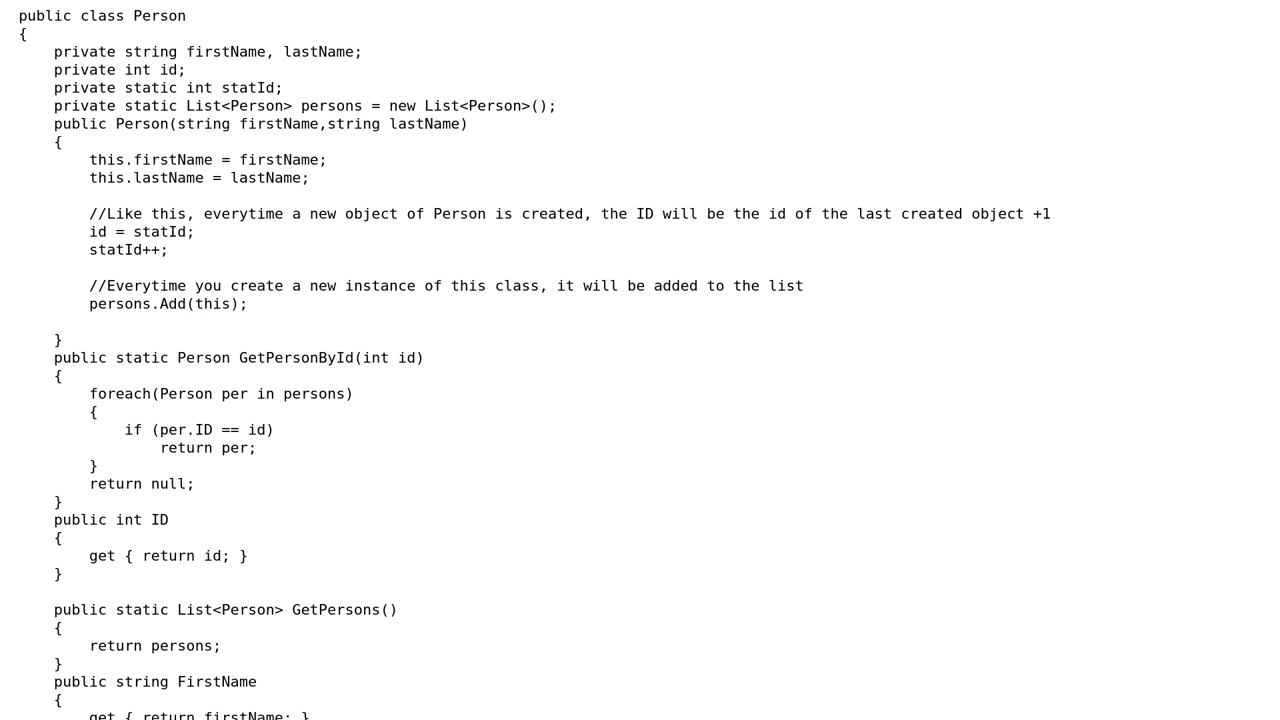 public class Person
{
    private string firstName, lastName;
    private int id;
    private static int statId;
    private static List<Person> persons = new List<Person>();
    public Person(string firstName,string lastName)
    {
        this.firstName = firstName;
        this.lastName = lastName;

        //Like this, everytime a new object of Person is created, the ID will be the id of the last created object +1
        id = statId;
        statId++;

        //Everytime you create a new instance of this class, it will be added to the list
        persons.Add(this);

    }
    public static Person GetPersonById(int id)
    {
        foreach(Person per in persons)
        {
            if (per.ID == id)
                return per;
        }
        return null;
    }
    public int ID
    {
        get { return id; }
    }

    public static List<Person> GetPersons()
    {
        return persons;
    }
    public string FirstName
    {
        get { return firstName; }